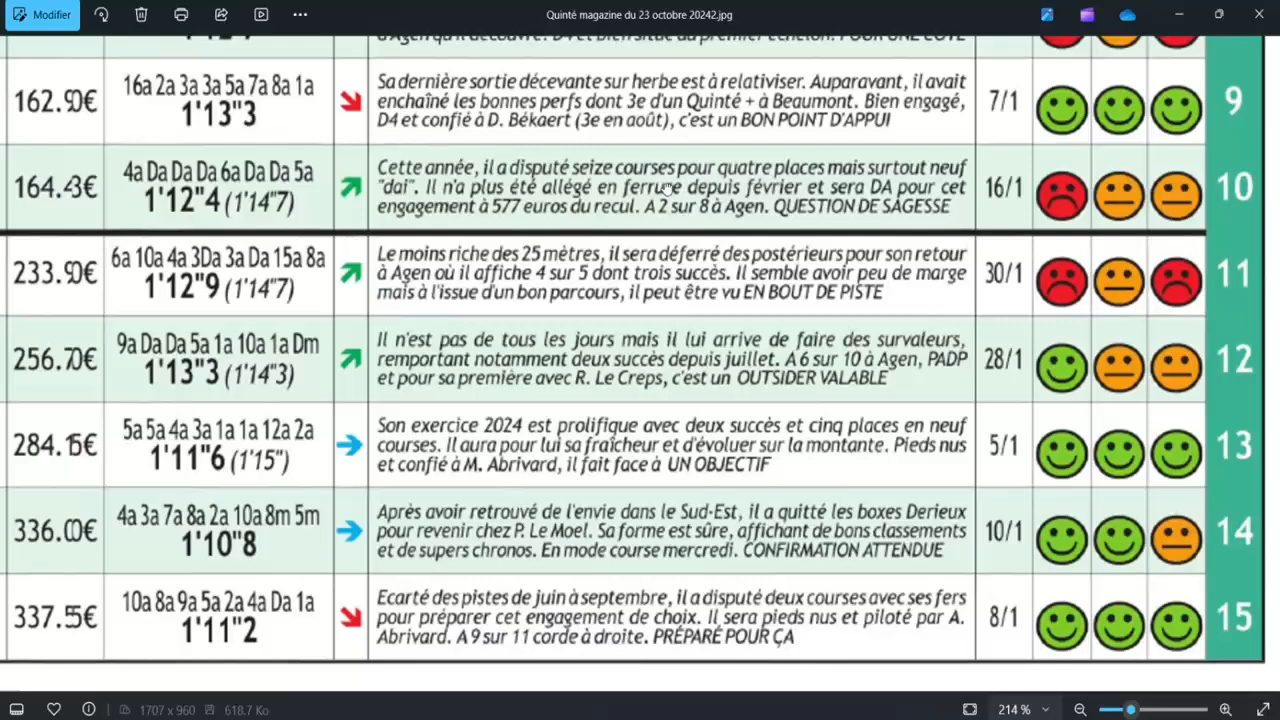 Modifier
Quinté magazine du 23 octobre 20242.jpg
d'Agen qu'il découvre. D4 et bien situé au premier échelon. POUR UNE COTE
162.90€
16a 2a 3a 3a 5a 7a 8a 1a
1'13"3
Sa dernière sortie décevante sur herbe est à relativiser. Auparavant, il avait
enchaîné les bonnes perfs dont 3e d'un Quinté + à Beaumont. Bien engagé,
D4 et confié à D. Békaert (3e en août), c'est un BON POINT D'APPUI
7/1
9
164.43€
4a Da Da Da 6a Da Da 5a
1'12"4 (1'14"7)
Cette année, il a disputé seize courses pour quatre places mais surtout neuf
"dai". Il n'a plus été allégé en ferrure depuis février et sera DA pour cet
engagement à 577 euros du recul. A 2 sur 8 à Agen. QUESTION DE SAGESSE
16/1
10
233.90€
6a 10a 4a 3Da 3a Da 15a 8a
1'12"9 (1'14"7)
Le moins riche des 25 mètres, il sera déferré des postérieurs pour son retour
à Agen où il affiche 4 sur 5 dont trois succès. Il semble avoir peu de marge
mais à l'issue d'un bon parcours, il peut être vu EN BOUT DE PISTE
30/1
11
256.70€
9a Da Da 5a 1a 10a 1a Dm
1'13"3 (1'14"3)
Il n'est pas de tous les jours mais il lui arrive de faire des survaleurs,
remportant notamment deux succès depuis juillet. A 6 sur 10 à Agen, PADP
et pour sa première avec R. Le Creps, c'est un OUTSIDER VALABLE
28/1
12
284.15€
5a 5a 4a 3a 1a 1a 12a 2a
1'11"6 (1'15")
Son exercice 2024 est prolifique avec deux succès et cinq places en neuf
courses. Il aura pour lui sa fraîcheur et d'évoluer sur la montante. Pieds nus
et confié à M. Abrivard, il fait face à UN OBJECTIF
5/1
13
336.00€
4a 3a 7a 8a 2a 10a 8m 5m
1'10"8
Après avoir retrouvé de l'envie dans le Sud-Est, il a quitté les boxes Derieux
pour revenir chez P. Le Moel. Sa forme est sûre, affichant de bons classements
et de supers chronos. En mode course mercredi. CONFIRMATION ATTENDUE
10/1
14
337.55€
10a 8a 9a 5a 2a 4a Da 1a
1'11"2
Ecarté des pistes de juin à septembre, il a disputé deux courses avec ses fers
pour préparer cet engagement de choix. Il sera pieds nus et piloté par A.
Abrivard. A 9 sur 11 corde à droite. PRÉPARÉ POUR ÇA
8/1
15
1707 x 960
618.7 Ko
214 %